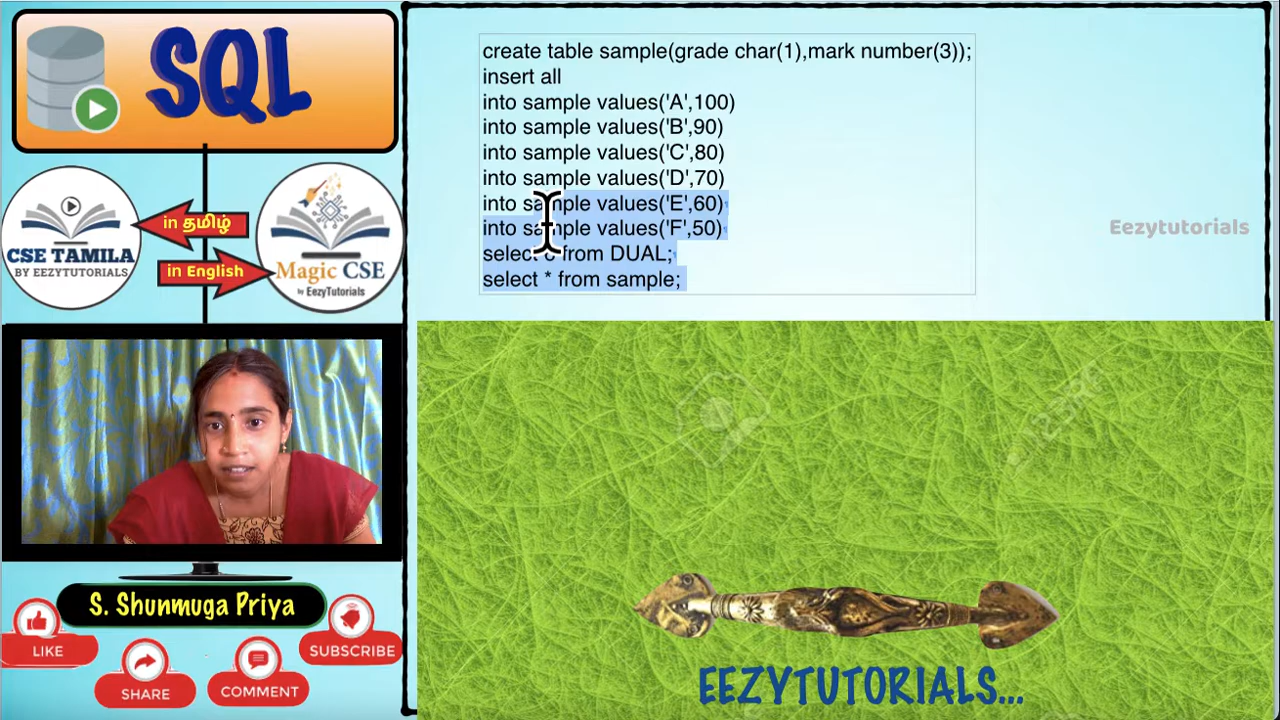 SQL
in தமிழ்
in English
CSE TAMILA
BY EEZYTUTORIALS
Magic CSE
by EezyTutorials
create table sample(grade char(1),mark number(3));
insert all
into sample values('A',100)
into sample values('B',90)
into sample values('C',80)
into sample values('D',70)
into sample values('E',60)
into sample values('F',50)
select 6 from DUAL;
select * from sample;
Eezytutorials
S. Shunmuga Priya
LIKE
SHARE
COMMENT
SUBSCRIBE
EEZYTUTORIALS...